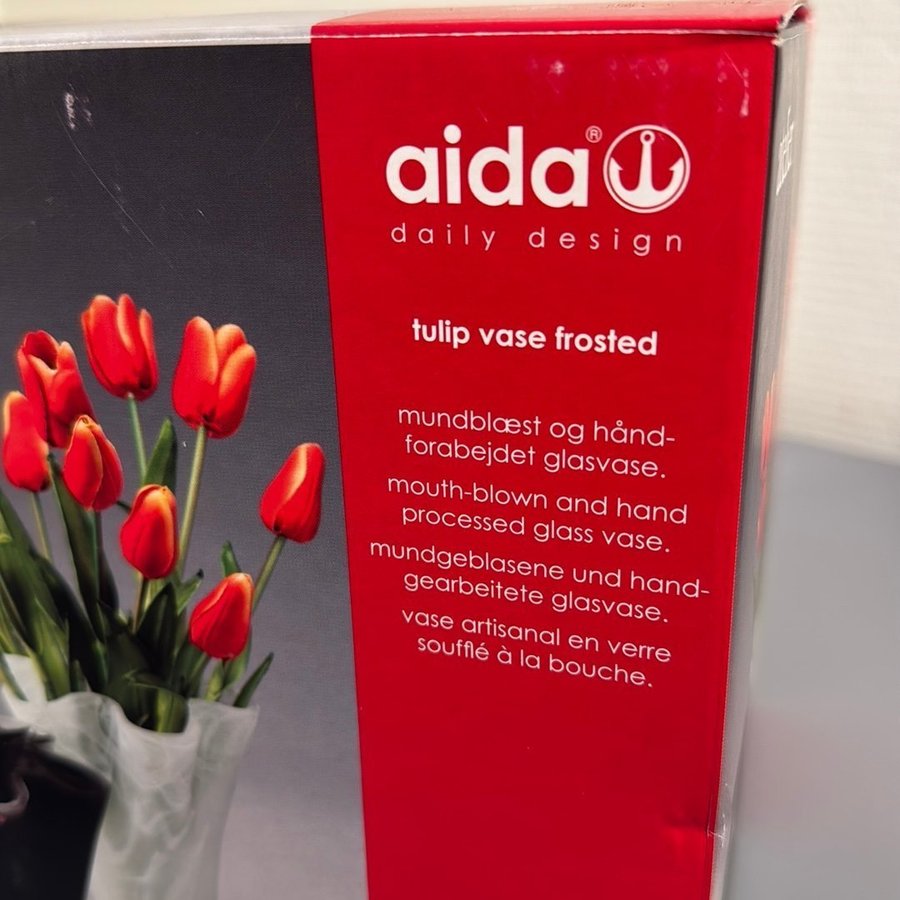 aida®
daily design
tulip vase frosted
mundblæst og hånd-
forabejdet glasvase.
mouth-blown and hand
processed glass vase.
mundgeblasene und hand-
gearbeitete glasvase.
vase artisanal en verre
soufflé à la bouche.